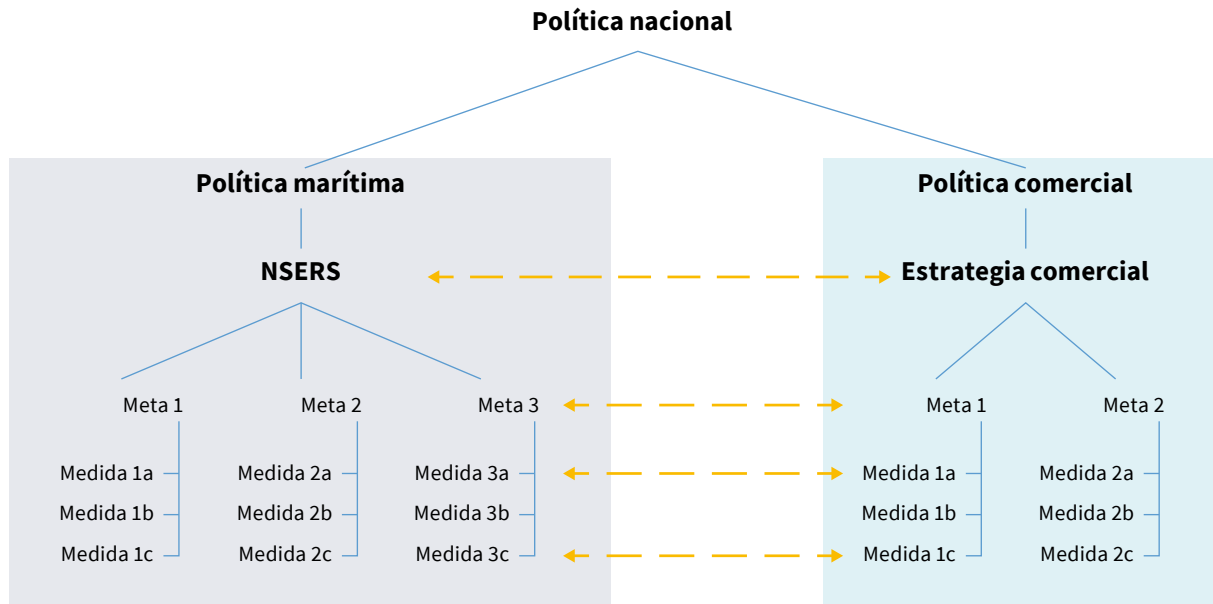 Política nacional
Política marítima
Política comercial
NSERS
Estrategia comercial
Meta 1
Meta 2
Meta 3
Meta 1
Meta 2
Medida 1a
Medida 2a
Medida 3a
Medida 1a
Medida 2a
Medida 1b
Medida 2b
Medida 3b
Medida 1b
Medida 2b
Medida 1c
Medida 2c
Medida 3c
Medida 1c
Medida 2c